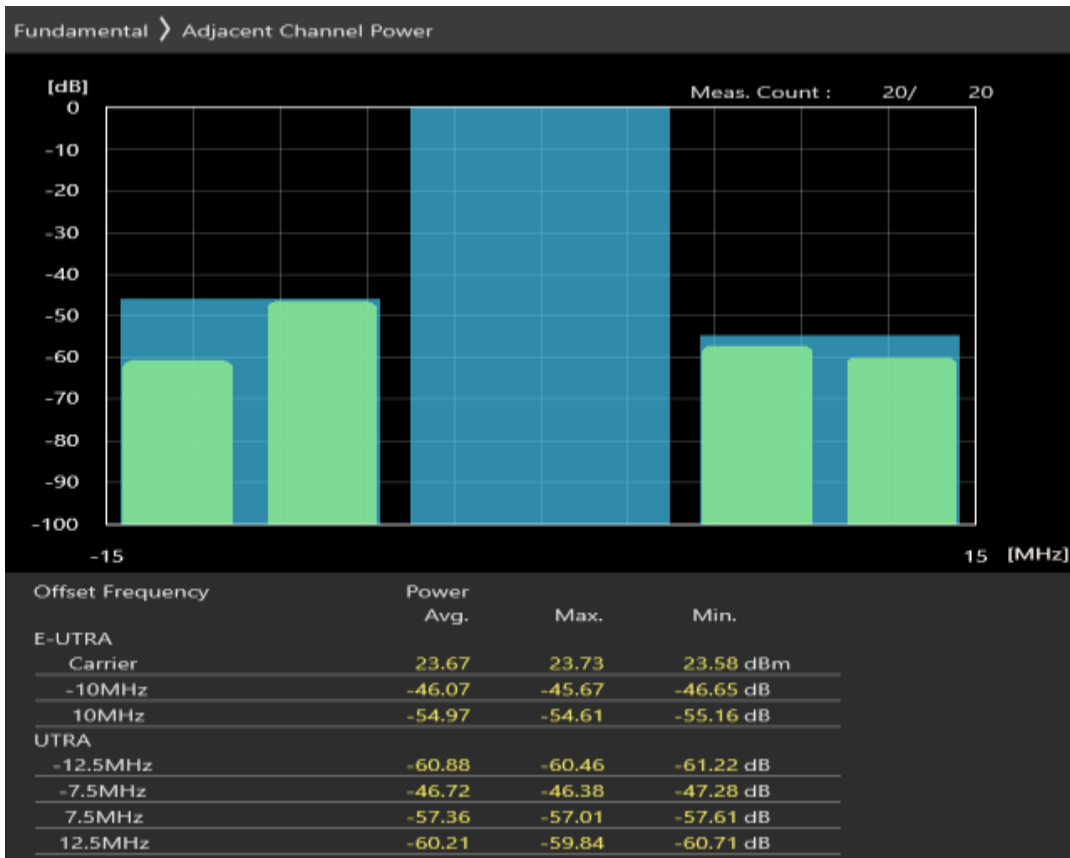 Fundamental 〉 Adjacent Channel Power
[dB]
Meas. Count : 20/ 20
0
-10
-20
-30
-40
-50
-60
-70
-80
-90
-100
-15 15 [MHz]
Offset Frequency Power
Avg. Max. Min.
E-UTRA
Carrier 23.67 23.73 23.58 dBm
-10MHz -46.07 -45.67 -46.65 dB
10MHz -54.97 -54.61 -55.16 dB
UTRA
-12.5MHz -60.88 -60.46 -61.22 dB
-7.5MHz -46.72 -46.38 -47.28 dB
7.5MHz -57.36 -57.01 -57.61 dB
12.5MHz -60.21 -59.84 -60.71 dB